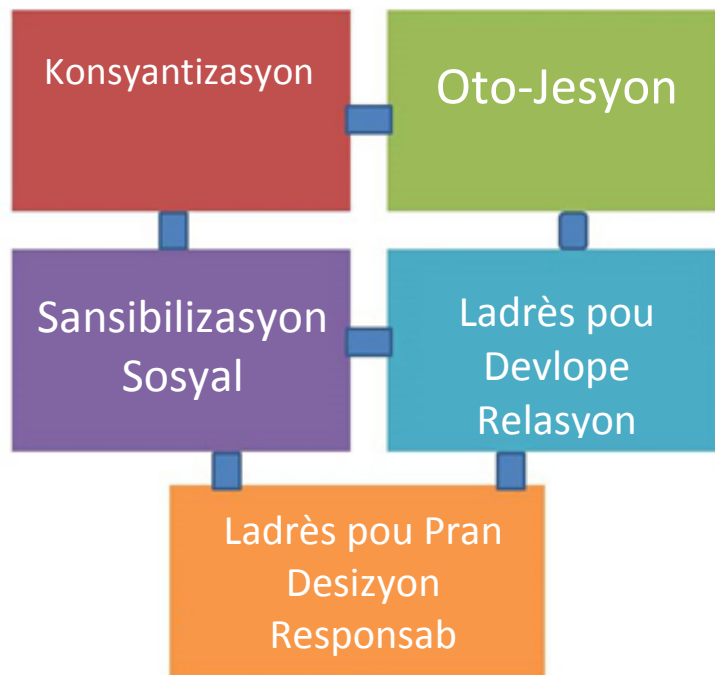 Konsyantizasyon
Oto-Jesyon
Sansibilizasyon
Sosyal
Ladrès pou
Devlope
Relasyon
Ladrès pou Pran
Desizyon
Responsab